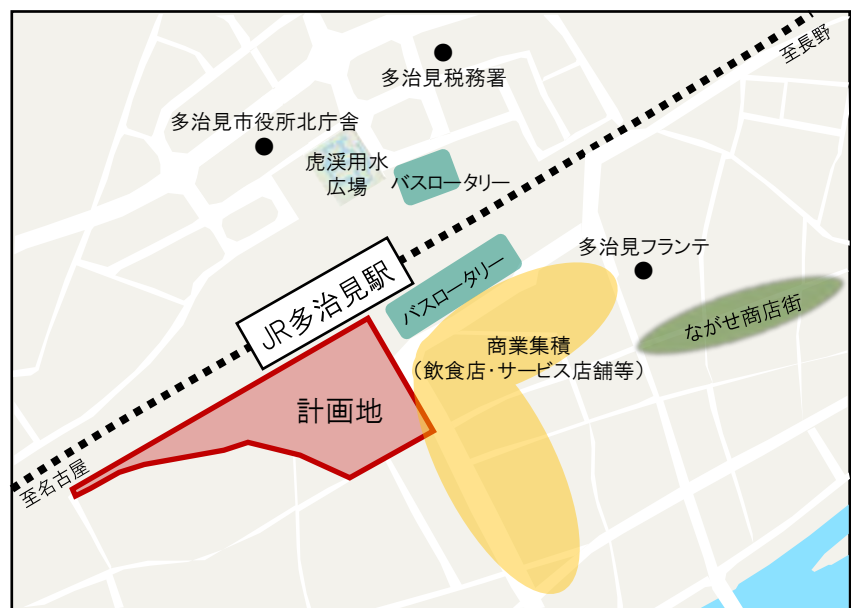 至長野
多治見税務署
多治見市役所北庁舎
虎渓用水
広場
バスロータリー
多治見フランテ
JR多治見駅
バスロータリー
ながせ商店街
商業集積
（飲食店・サービス店舗等）
計画地
至名古屋